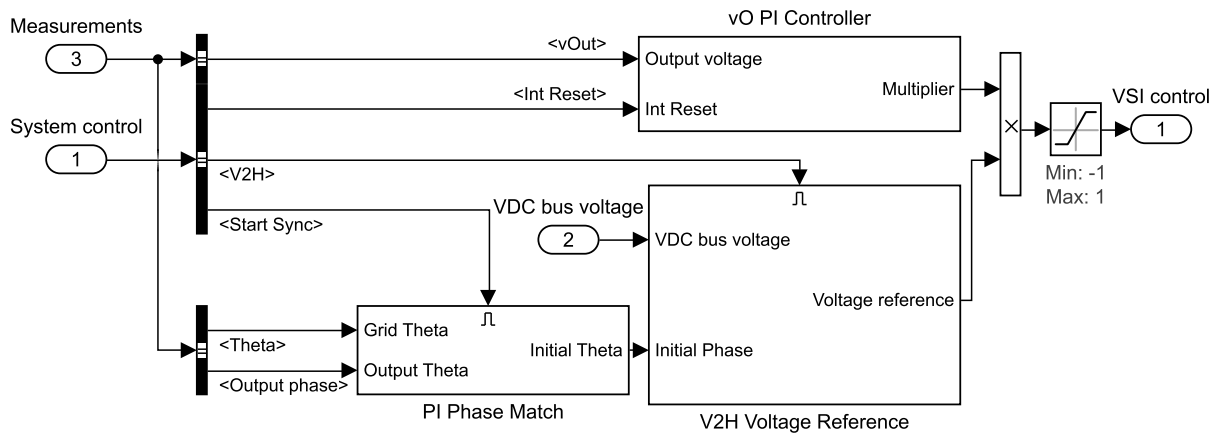 vO PI Controller
Measurements
3
<vOut>
Output voltage
Multiplier
<Int Reset>
Int Reset
VSI control
×
1
System control
1
<V2H>
Min: -1
Max: 1
<Start Sync>
VDC bus voltage
2
VDC bus voltage
Voltage reference
Grid Theta
<Theta>
Initial Theta
Initial Phase
Output Theta
<Output phase>
PI Phase Match
V2H Voltage Reference